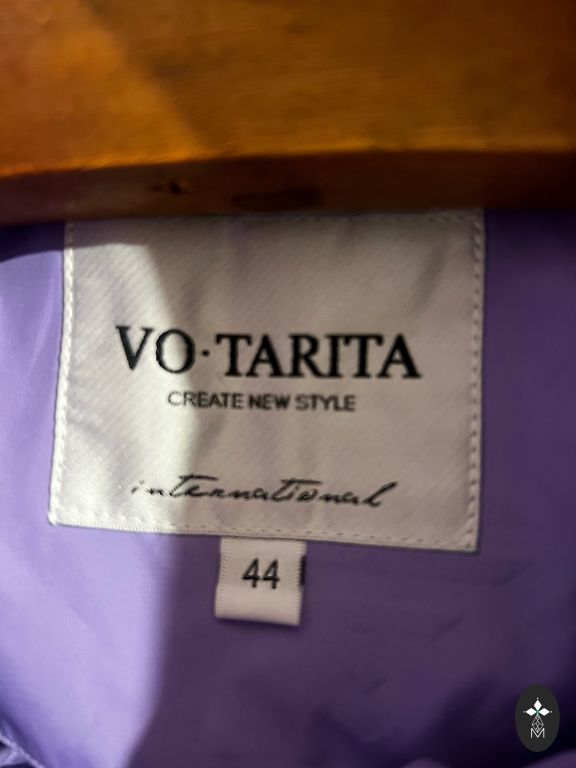 VO·TARITA
CREATE NEW STYLE
international
44
M